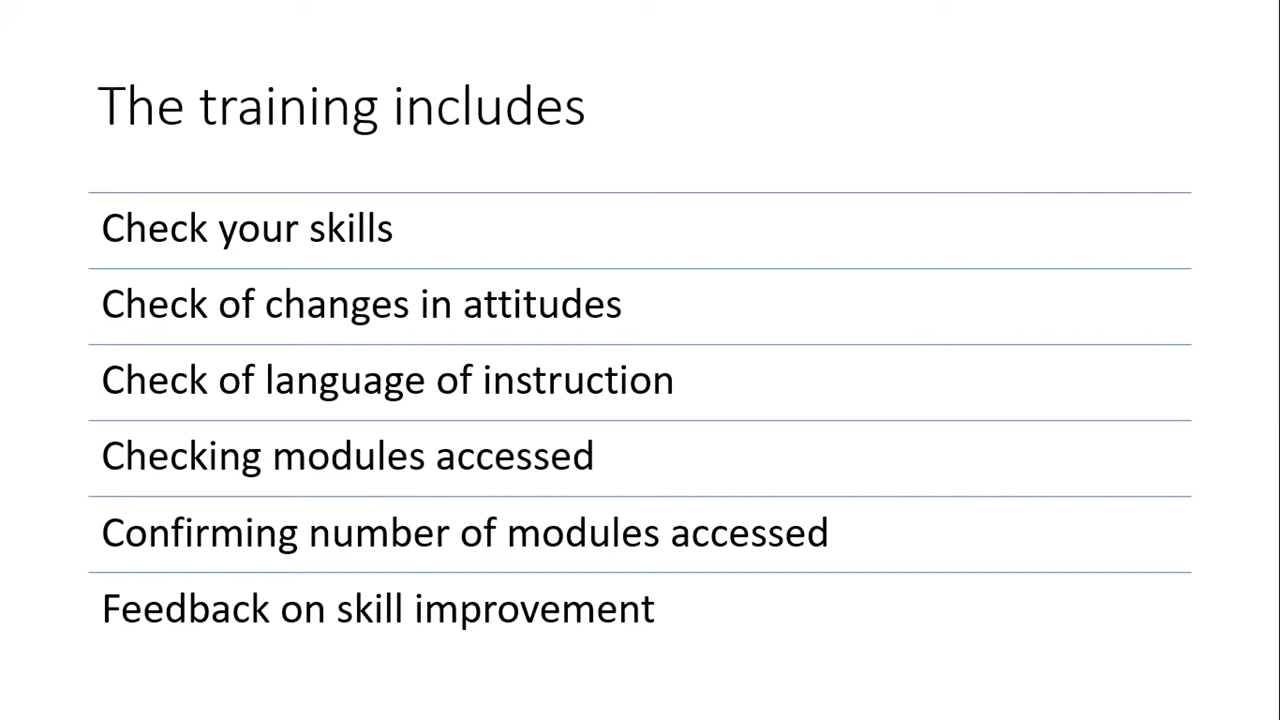 The training includes
Check your skills
Check of changes in attitudes
Check of language of instruction
Checking modules accessed
Confirming number of modules accessed
Feedback on skill improvement